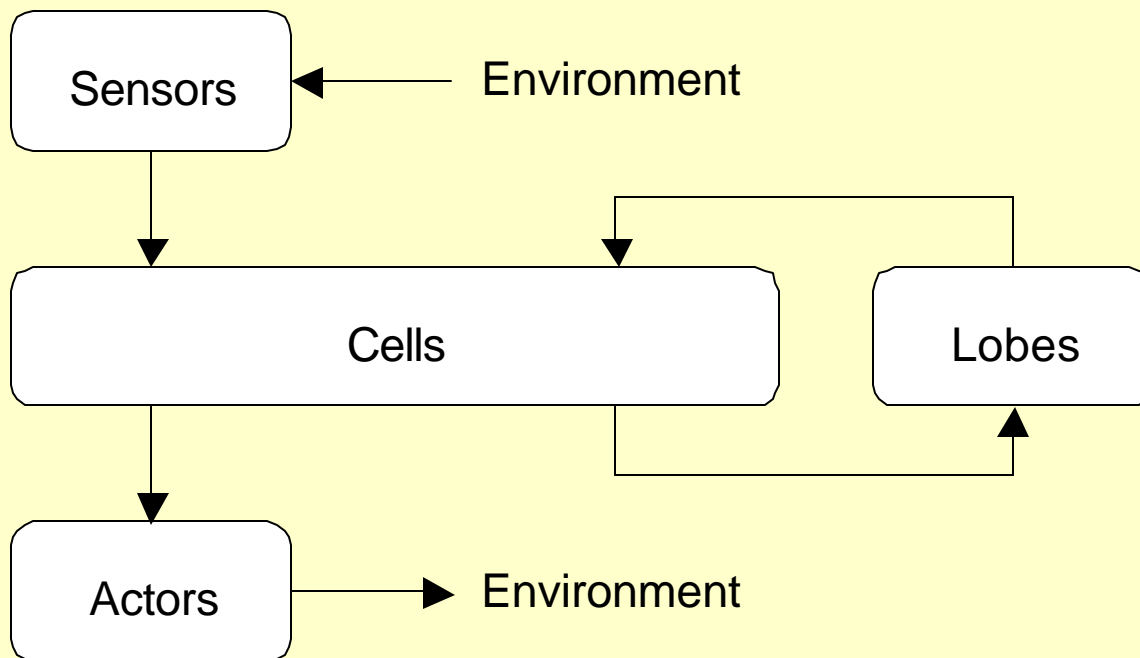 Sensors
Environment
Cells
Lobes
Actors
Environment